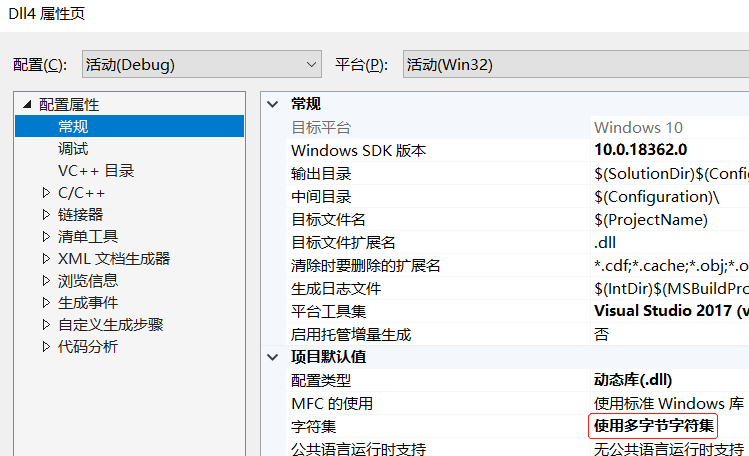 Dll4 属性页
配置(C): 活动(Debug) 平台(P): 活动(Win32)
配置属性
常规
调试
VC++ 目录
C/C++
链接器
清单工具
XML 文档生成器
浏览信息
生成事件
自定义生成步骤
代码分析
常规
目标平台 Windows 10
Windows SDK 版本 10.0.18362.0
输出目录 $(SolutionDir)$(Config
中间目录 $(Configuration)\
目标文件名 $(ProjectName)
目标文件扩展名 .dll
清除时要删除的扩展名 *.cdf;*.cache;*.obj;*.o
生成日志文件 $(IntDir)$(MSBuildPro
平台工具集 Visual Studio 2017 (v
启用托管增量生成 否
项目默认值
配置类型 动态库(.dll)
MFC 的使用 使用标准 Windows 库
字符集 使用多字节字符集
公共语言运行时支持 无公共语言运行时支持